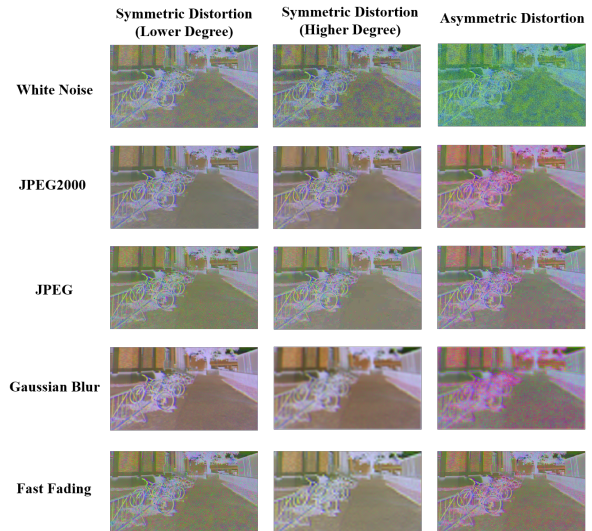 Symmetric Distortion
(Lower Degree)
Symmetric Distortion
(Higher Degree)
Asymmetric Distortion
White Noise
JPEG2000
JPEG
Gaussian Blur
Fast Fading